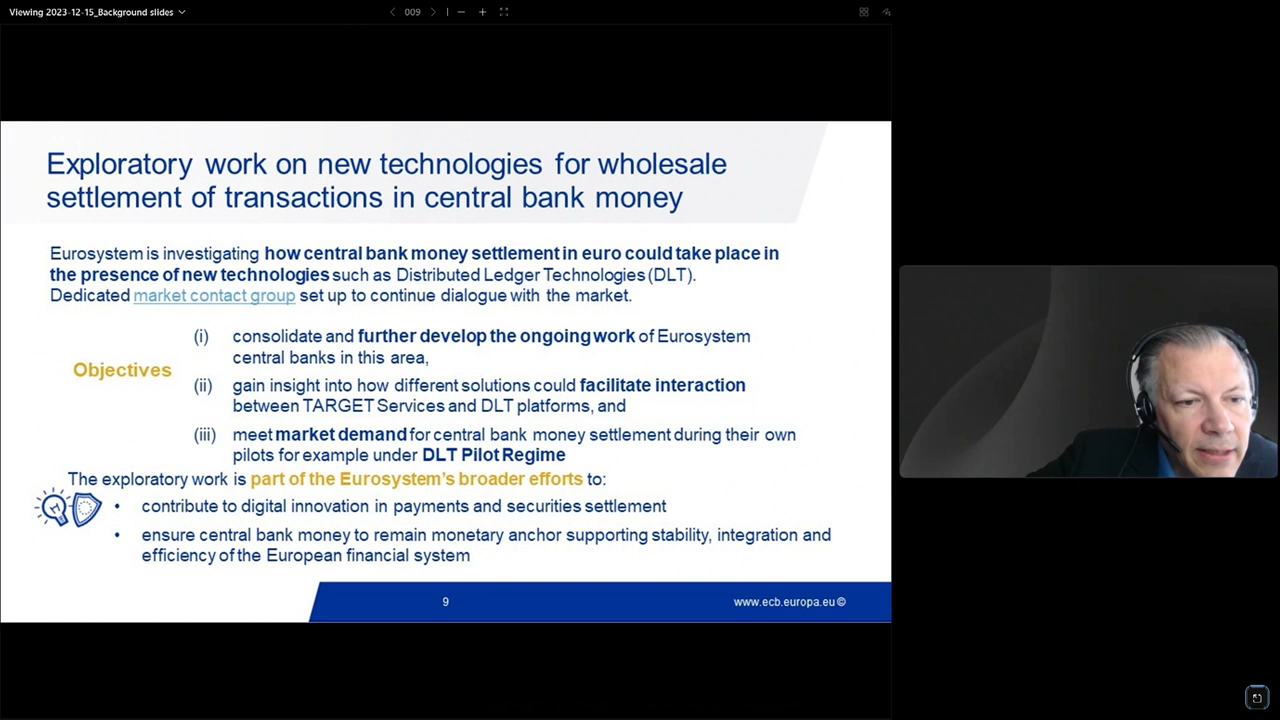 Viewing 2023-12-15_Background slides
009
Exploratory work on new technologies for wholesale
settlement of transactions in central bank money
Eurosystem is investigating how central bank money settlement in euro could take place in
the presence of new technologies such as Distributed Ledger Technologies (DLT).
Dedicated market contact group set up to continue dialogue with the market.
Objectives
(i) consolidate and further develop the ongoing work of Eurosystem
central banks in this area,
(ii) gain insight into how different solutions could facilitate interaction
between TARGET Services and DLT platforms, and
(iii) meet market demand for central bank money settlement during their own
pilots for example under DLT Pilot Regime
The exploratory work is part of the Eurosystem's broader efforts to:
• contribute to digital innovation in payments and securities settlement
• ensure central bank money to remain monetary anchor supporting stability, integration and
efficiency of the European financial system
9
www.ecb.europa.eu ©